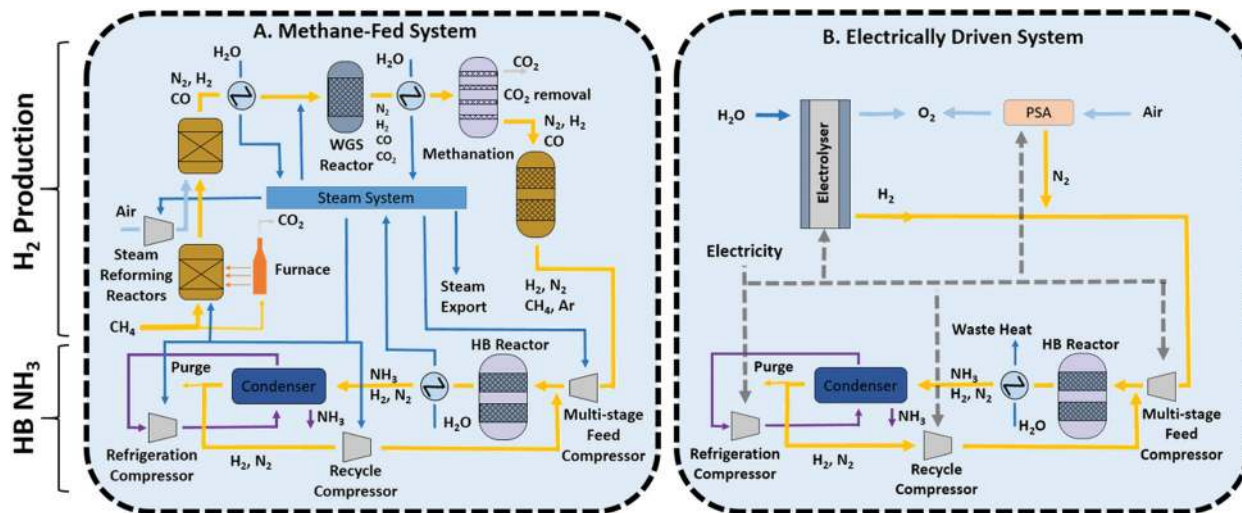 H₂ Production
HB NH₃
A. Methane-Fed System
H₂O
N₂, H₂
CO
WGS
Reactor
H₂O
N₂
H₂
CO
CO₂
CO₂
CO₂ removal
Methanation
N₂, H₂
CO
Steam System
Air
CO₂
Steam
Reforming
Reactors
Furnace
Steam
Export
H₂, N₂
CH₄, Ar
CH₄
Purge
Condenser
NH₃
H₂, N₂
HB Reactor
NH₃
H₂O
Multi-stage
Feed
Compressor
Refrigeration
Compressor
H₂, N₂
Recycle
Compressor
B. Electrically Driven System
H₂O
Electrolyser
O₂
PSA
Air
N₂
H₂
Electricity
Waste Heat
HB Reactor
Purge
Condenser
NH₃
H₂, N₂
NH₃
H₂O
Multi-stage
Feed
Compressor
Refrigeration
Compressor
H₂, N₂
Recycle
Compressor